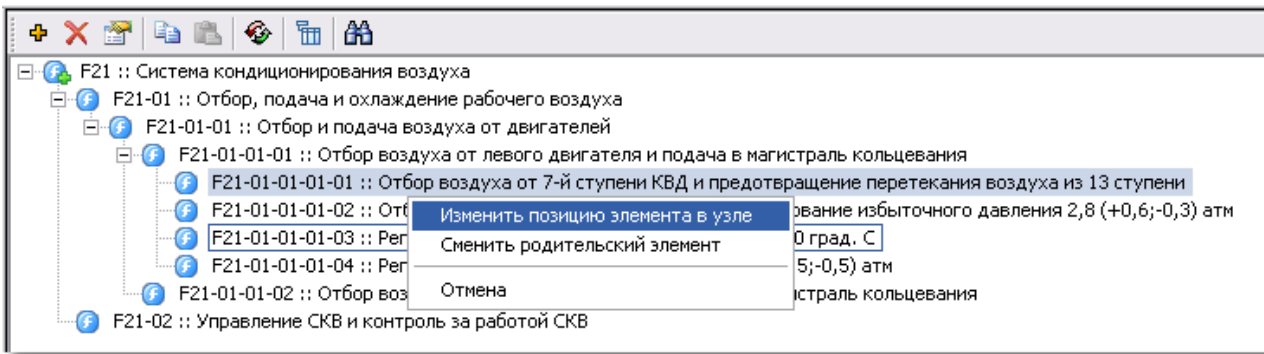 F21 :: Система кондиционирования воздуха
F21-01 :: Отбор, подача и охлаждение рабочего воздуха
F21-01-01 :: Отбор и подача воздуха от двигателей
F21-01-01-01 :: Отбор воздуха от левого двигателя и подача в магистраль кольцевания
F21-01-01-01-01 :: Отбор воздуха от 7-й ступени КВД и предотвращение перетекания воздуха из 13 ступени
F21-01-01-01-02 :: Отб Изменить позицию элемента в узле ование избыточного давления 2,8 (+0,6;-0,3) атм
F21-01-01-01-03 :: Рег Сменить родительский элемент 0 град. С
F21-01-01-01-04 :: Рег 5;-0,5) атм
F21-01-01-02 :: Отбор воз Отмена истраль кольцевания
F21-02 :: Управление СКВ и контроль за работой СКВ